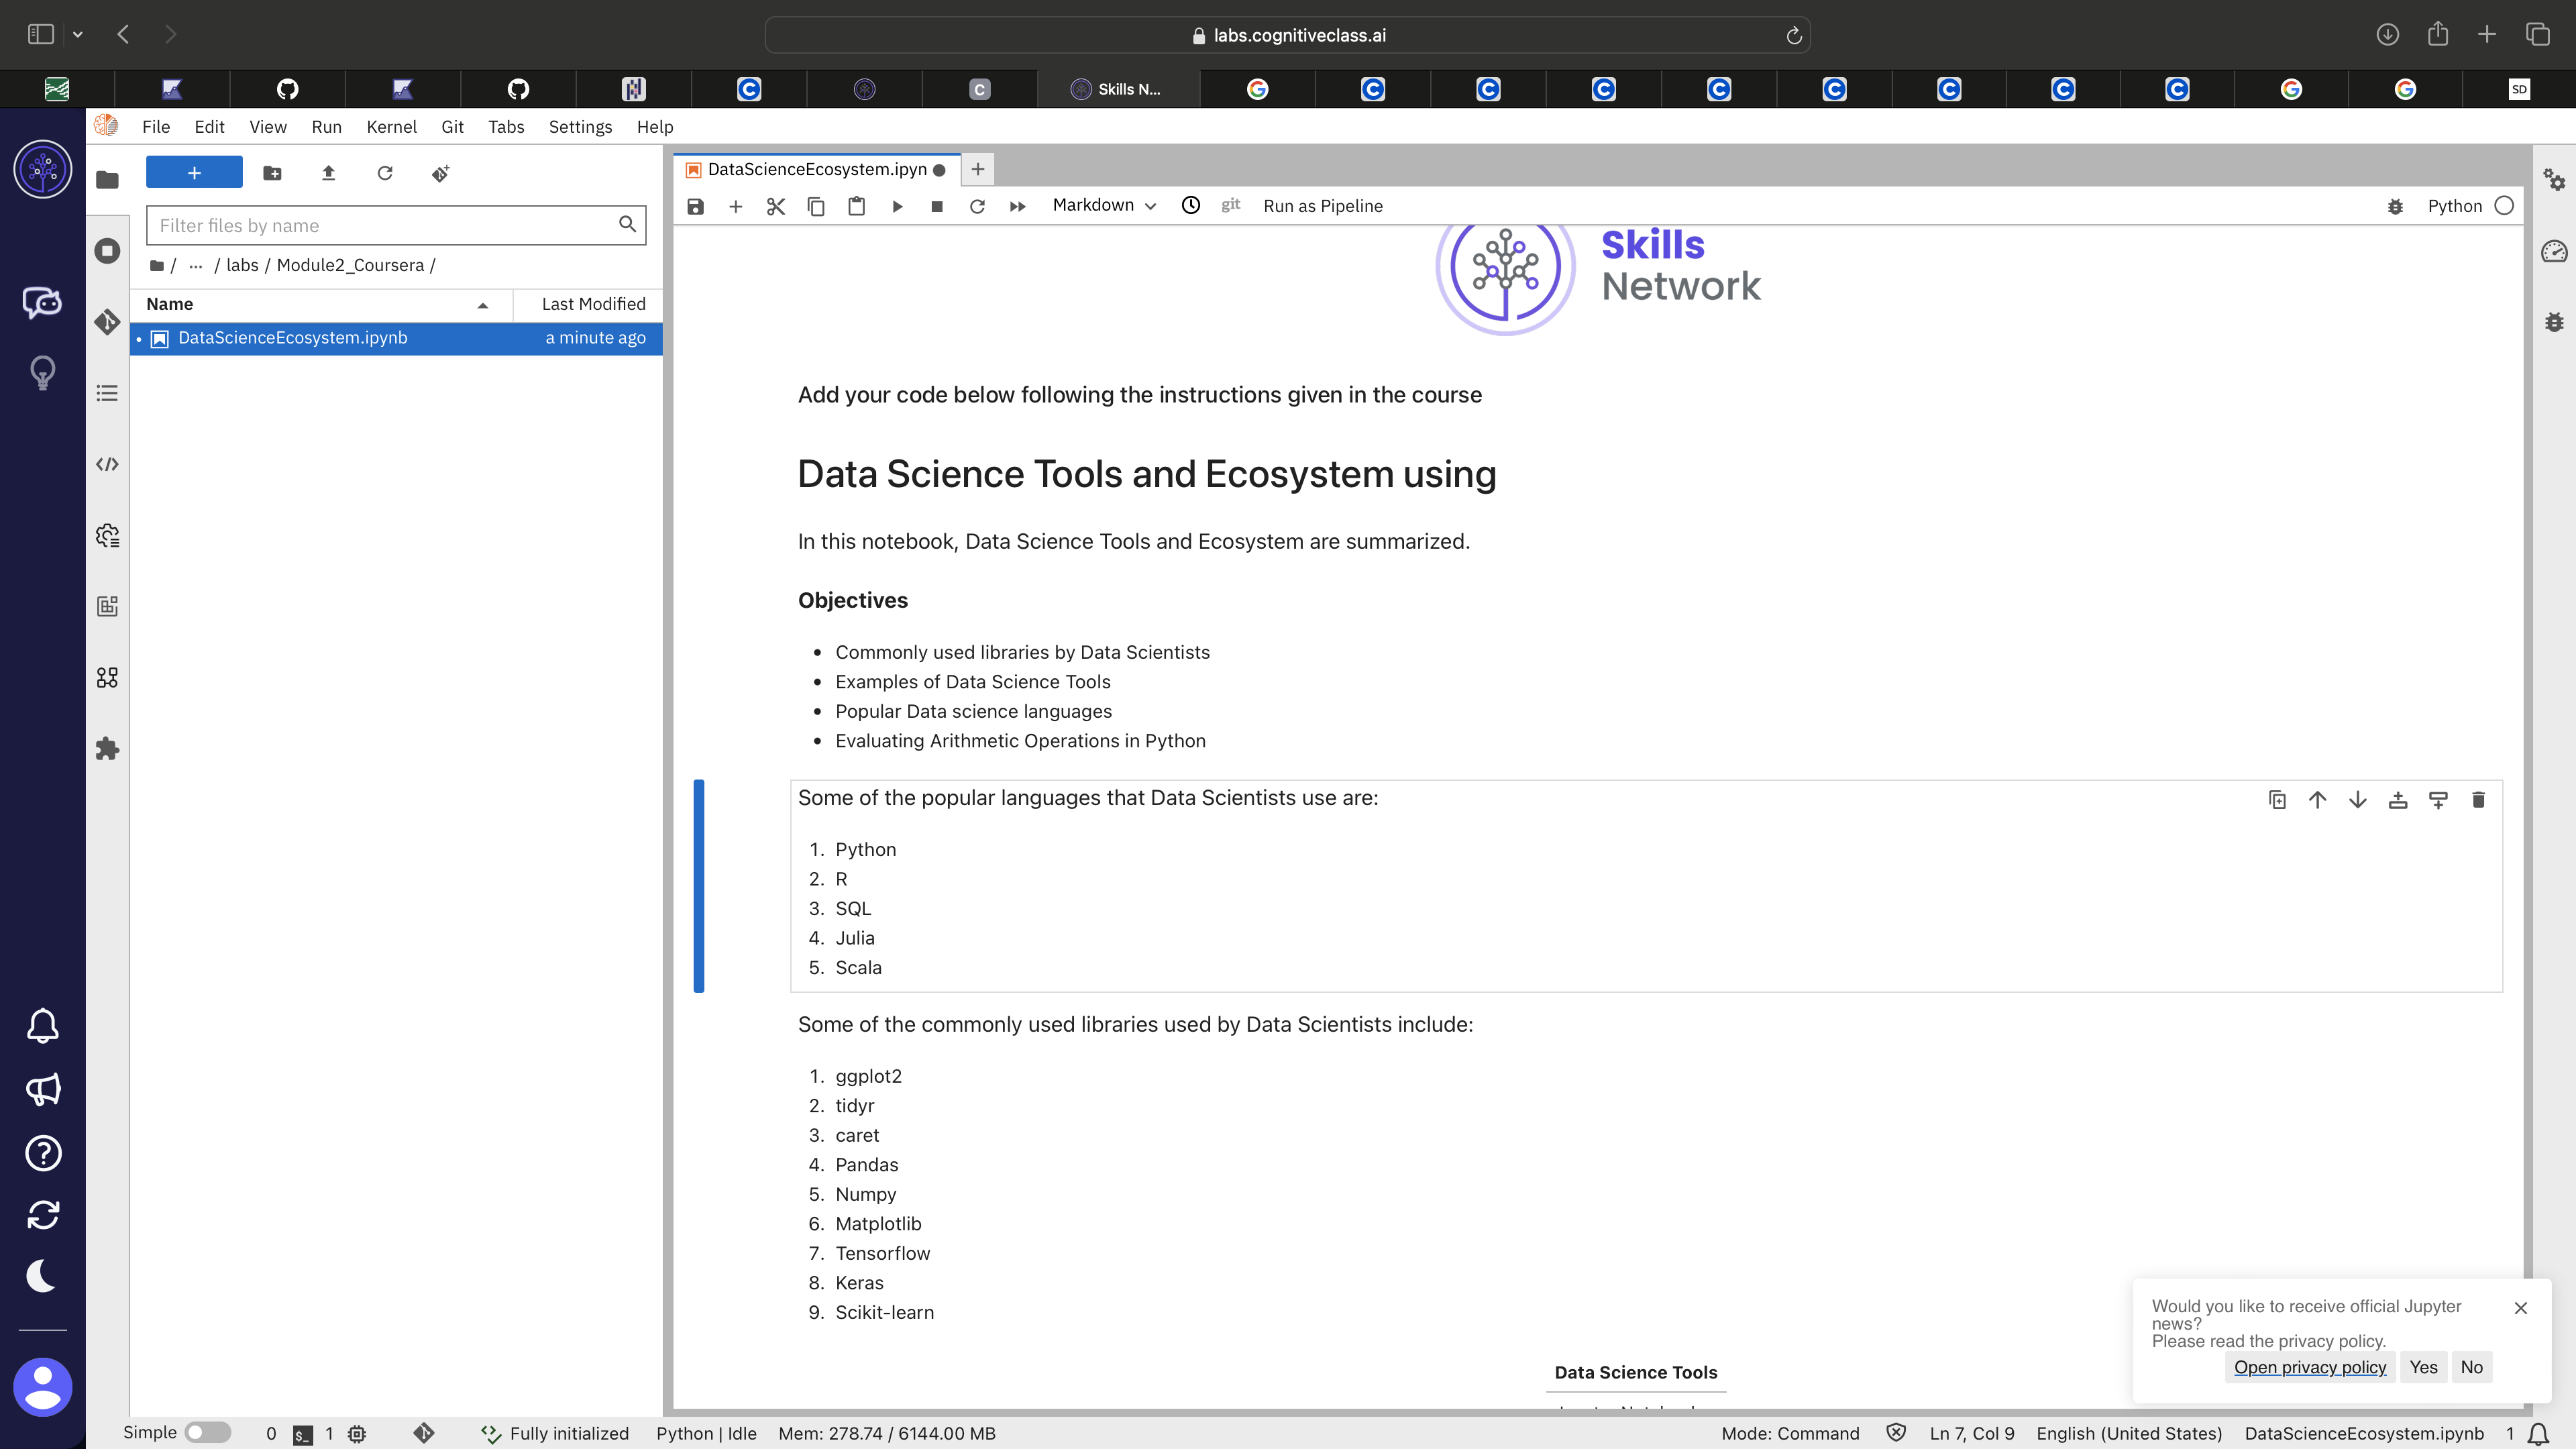 labs.cognitiveclass.ai
C
C
Skills N...
G
C
C
C
C
C
C
C
C
G
G
SD
File Edit View Run Kernel Git Tabs Settings Help
DataScienceEcosystem.ipyn
Filter files by name
Markdown
git
Run as Pipeline
Python
/ ... / labs / Module2_Coursera /
Name
Last Modified
DataScienceEcosystem.ipynb
a minute ago
Skills
Network
Add your code below following the instructions given in the course
Data Science Tools and Ecosystem using
In this notebook, Data Science Tools and Ecosystem are summarized.
Objectives
• Commonly used libraries by Data Scientists
• Examples of Data Science Tools
• Popular Data science languages
• Evaluating Arithmetic Operations in Python
Some of the popular languages that Data Scientists use are:
1. Python
2. R
3. SQL
4. Julia
5. Scala
Some of the commonly used libraries used by Data Scientists include:
1. ggplot2
2. tidyr
3. caret
4. Pandas
5. Numpy
6. Matplotlib
7. Tensorflow
8. Keras
9. Scikit-learn
Data Science Tools
Would you like to receive official Jupyter
news?
Please read the privacy policy.
Open privacy policy
Yes
No
Simple 0 $_ 1 Fully initialized Python | Idle Mem: 278.74 / 6144.00 MB Mode: Command Ln 7, Col 9 English (United States) DataScienceEcosystem.ipynb 1